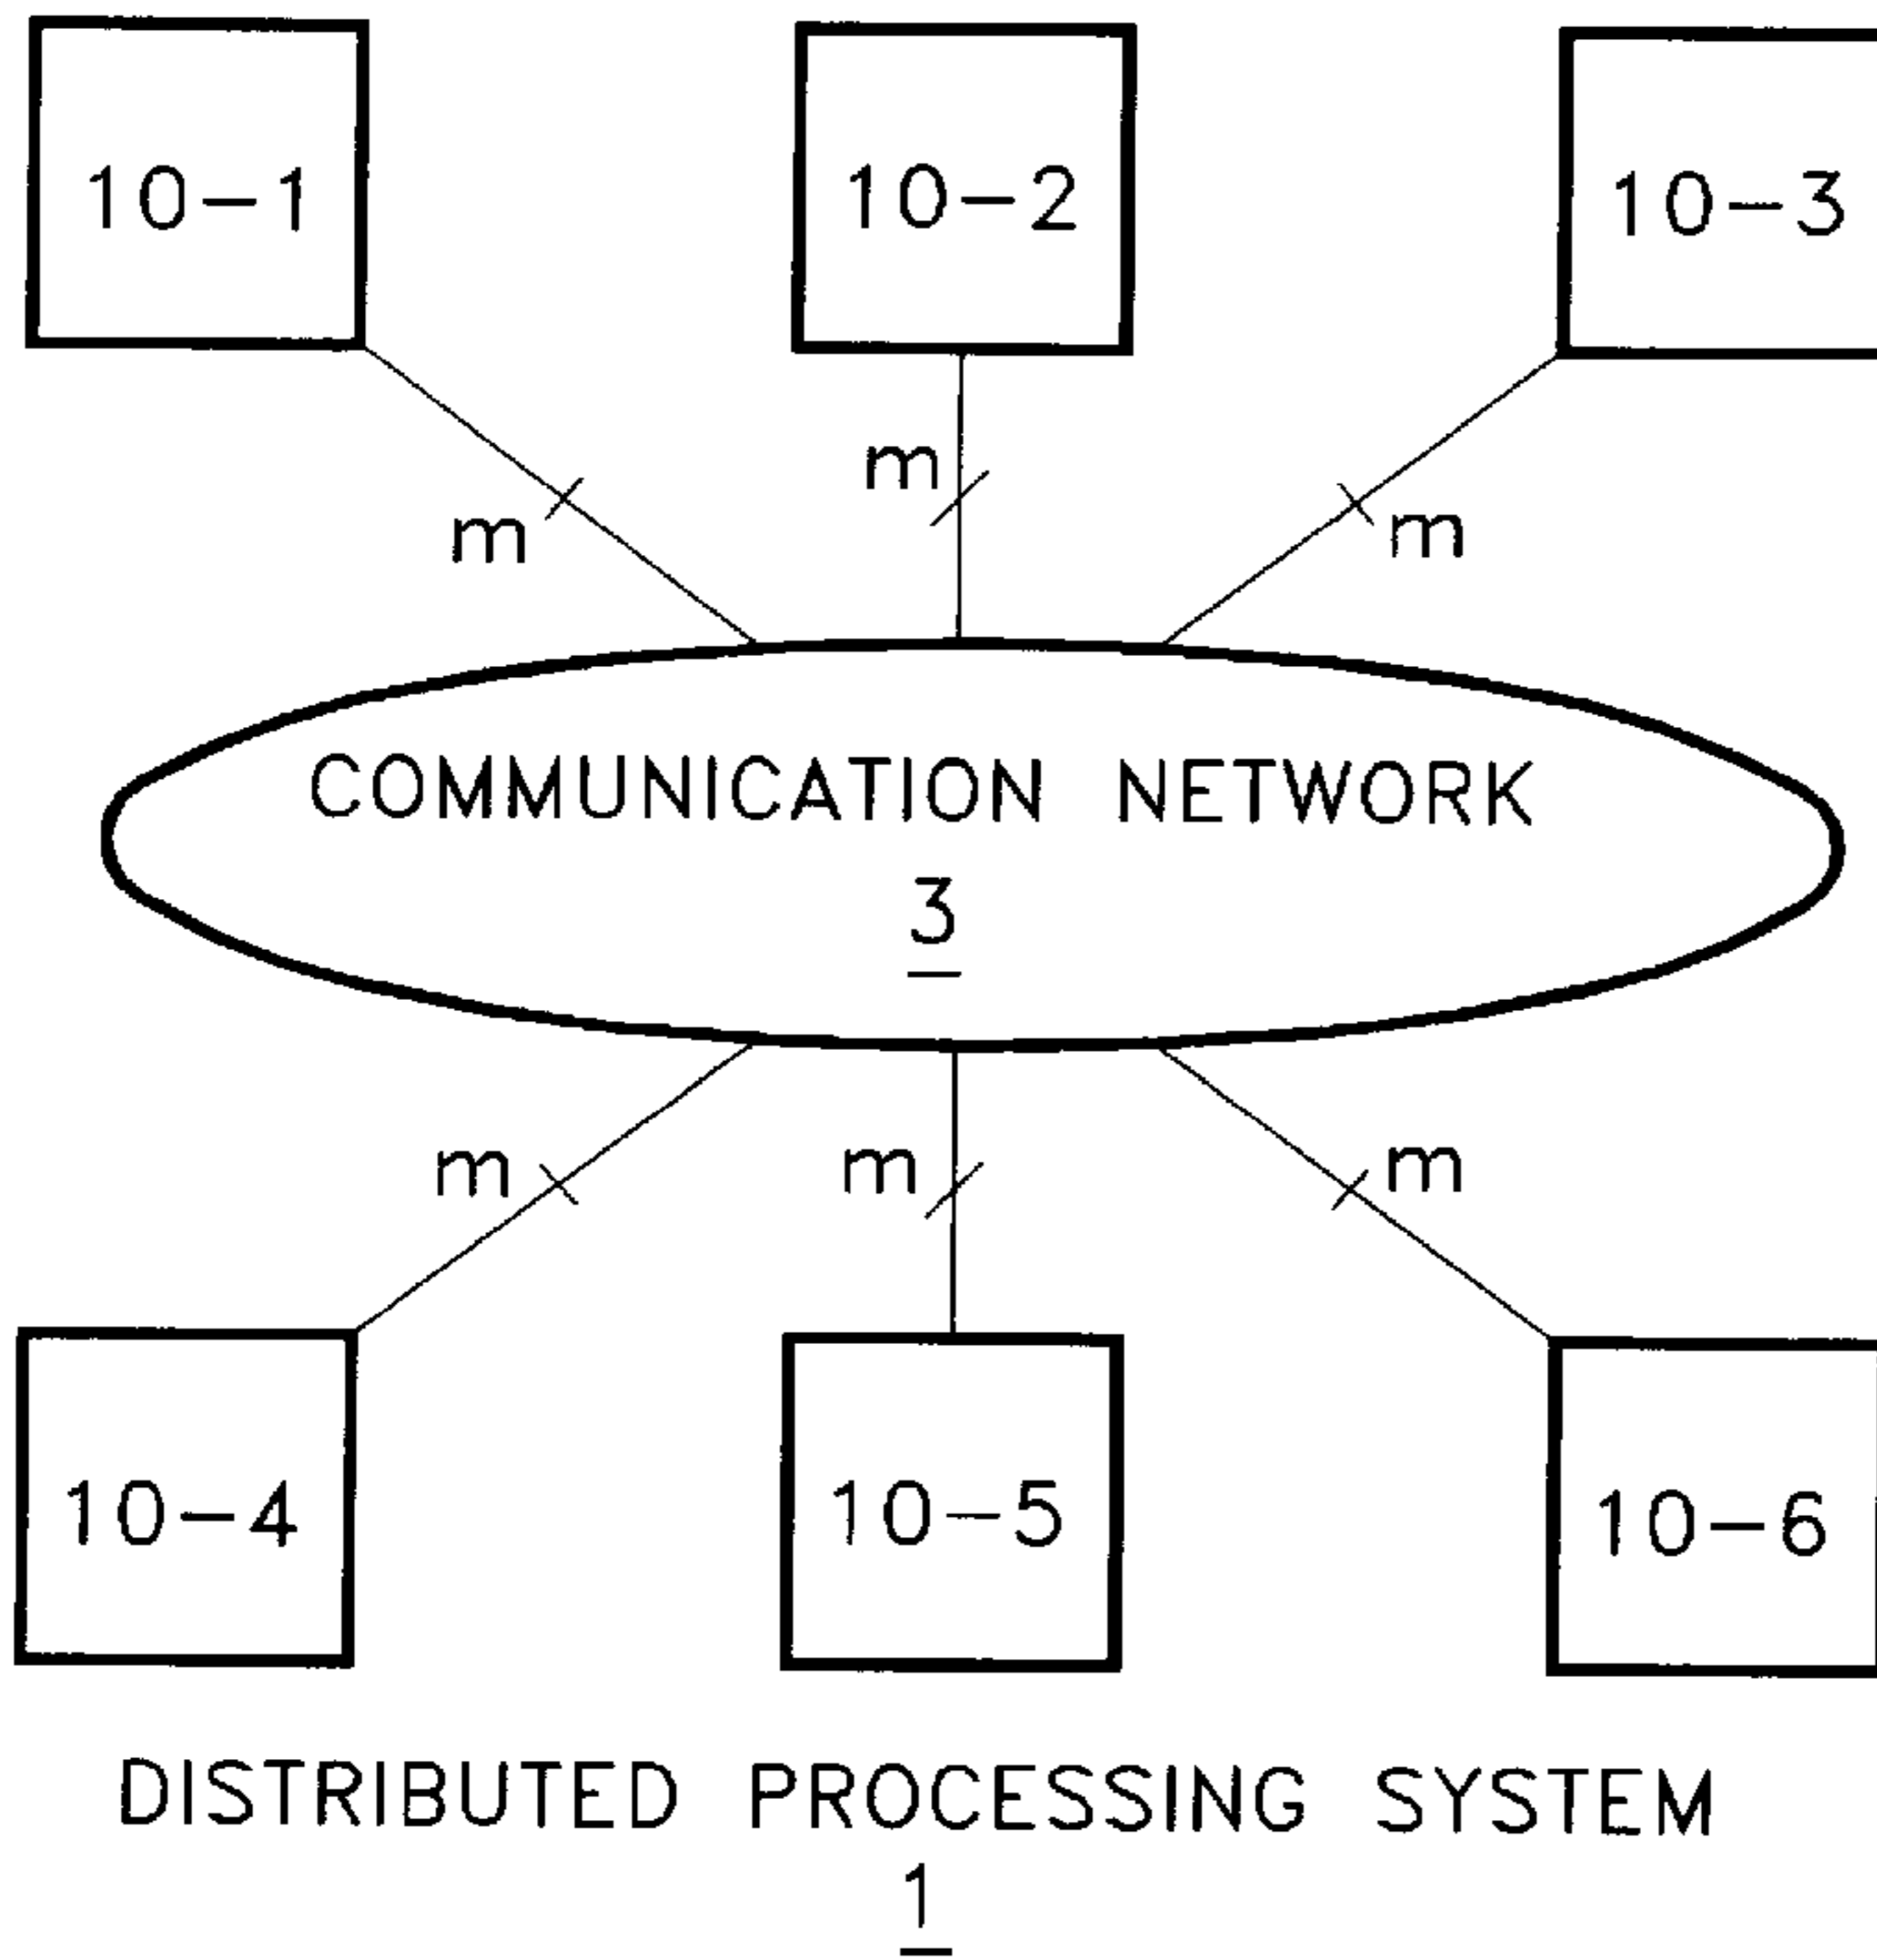 10-1
10-2
10-3
m
m
m
COMMUNICATION NETWORK
3
m
m
m
10-4
10-5
10-6
DISTRIBUTED PROCESSING SYSTEM
1